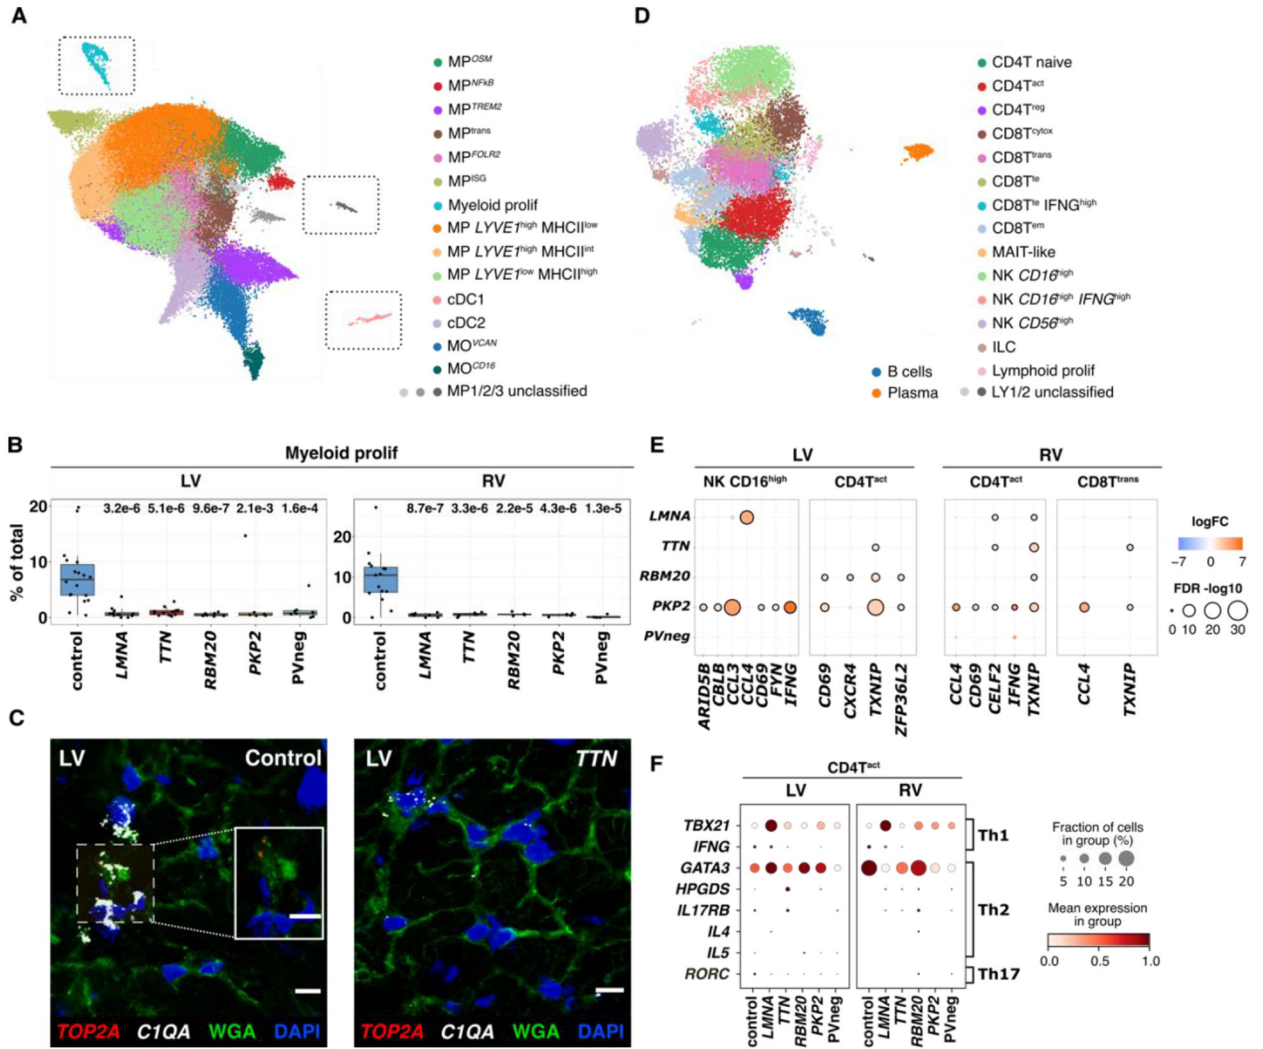 A
MP^OSM
MP^NFkB
MP^TREM2
MP^trans
MP^FOLR2
MP^ISG
Myeloid prolif
MP LYVE1^high MHCII^low
MP LYVE1^high MHCII^int
MP LYVE1^low MHCII^high
cDC1
cDC2
MO^VCAN
MO^CD16
MP1/2/3 unclassified
D
CD4T naive
CD4T^act
CD4T^reg
CD8T^cytox
CD8T^trans
CD8T^te
CD8T^te IFNG^high
CD8T^em
MAIT-like
NK CD16^high
NK CD16^high IFNG^high
NK CD56^high
ILC
Lymphoid prolif
LY1/2 unclassified
B cells
Plasma
B
Myeloid prolif
LV
RV
% of total
20
10
0
3.2e-6 5.1e-6 9.6e-7 2.1e-3 1.6e-4
control LMNA TTN RBM20 PKP2 PVneg
20
10
0
8.7e-7 3.3e-6 2.2e-5 4.3e-6 1.3e-5
control LMNA TTN RBM20 PKP2 PVneg
C
LV Control
TOP2A C1QA WGA DAPI
LV TTN
TOP2A C1QA WGA DAPI
E
LV RV
NK CD16^high CD4T^act CD4T^act CD8T^trans
LMNA
TTN
RBM20
PKP2
PVneg
ARID5B CBLB CCL3 CCL4 CD69 FYN IFNG
CD69 CXCR4 TXNIP ZFP36L2
CCL4 CD69 CELF2 IFNG TXNIP
CCL4 TXNIP
logFC
−7 0 7
FDR -log10
0 10 20 30
F
CD4T^act
LV RV
TBX21
IFNG
GATA3
HPGDS
IL17RB
IL4
IL5
RORC
Th1
Th2
Th17
control LMNA TTN RBM20 PKP2 PVneg
control LMNA TTN RBM20 PKP2 PVneg
Fraction of cells
in group (%)
5 10 15 20
Mean expression
in group
0.0 0.5 1.0